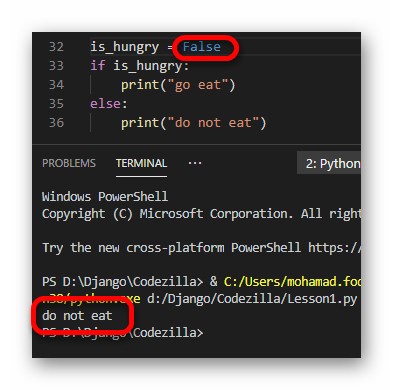 32 is_hungry = False
33 if is_hungry:
34 print("go eat")
35 else:
36 print("do not eat")
PROBLEMS TERMINAL ··· 2: Python
Windows PowerShell
Copyright (C) Microsoft Corporation. All right
Try the new cross-platform PowerShell https:/
PS D:\Django\Codezilla> & C:/Users/mohamad.foo
n38/python.exe d:/Django/Codezilla/Lesson1.py
do not eat
PS D:\Django\Codezilla>